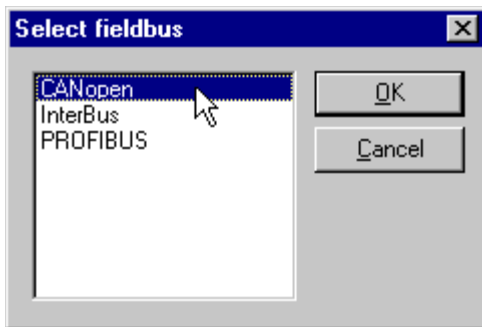 Select fieldbus
CANopen
InterBus
PROFIBUS
OK
Cancel